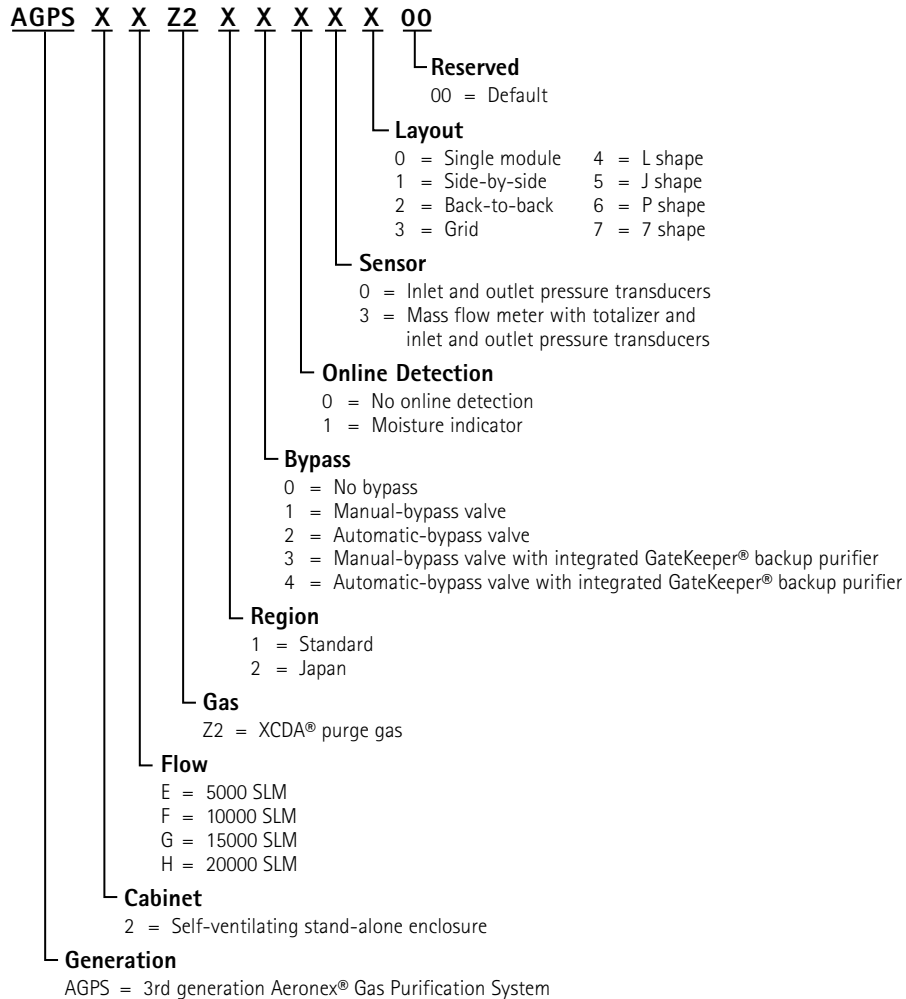 AGPS X X Z2 X X X X X 00
Reserved
00 = Default
Layout
0 = Single module 4 = L shape
1 = Side-by-side 5 = J shape
2 = Back-to-back 6 = P shape
3 = Grid 7 = 7 shape
Sensor
0 = Inlet and outlet pressure transducers
3 = Mass flow meter with totalizer and
inlet and outlet pressure transducers
Online Detection
0 = No online detection
1 = Moisture indicator
Bypass
0 = No bypass
1 = Manual-bypass valve
2 = Automatic-bypass valve
3 = Manual-bypass valve with integrated GateKeeper® backup purifier
4 = Automatic-bypass valve with integrated GateKeeper® backup purifier
Region
1 = Standard
2 = Japan
Gas
Z2 = XCDA® purge gas
Flow
E = 5000 SLM
F = 10000 SLM
G = 15000 SLM
H = 20000 SLM
Cabinet
2 = Self-ventilating stand-alone enclosure
Generation
AGPS = 3rd generation Aeronex® Gas Purification System